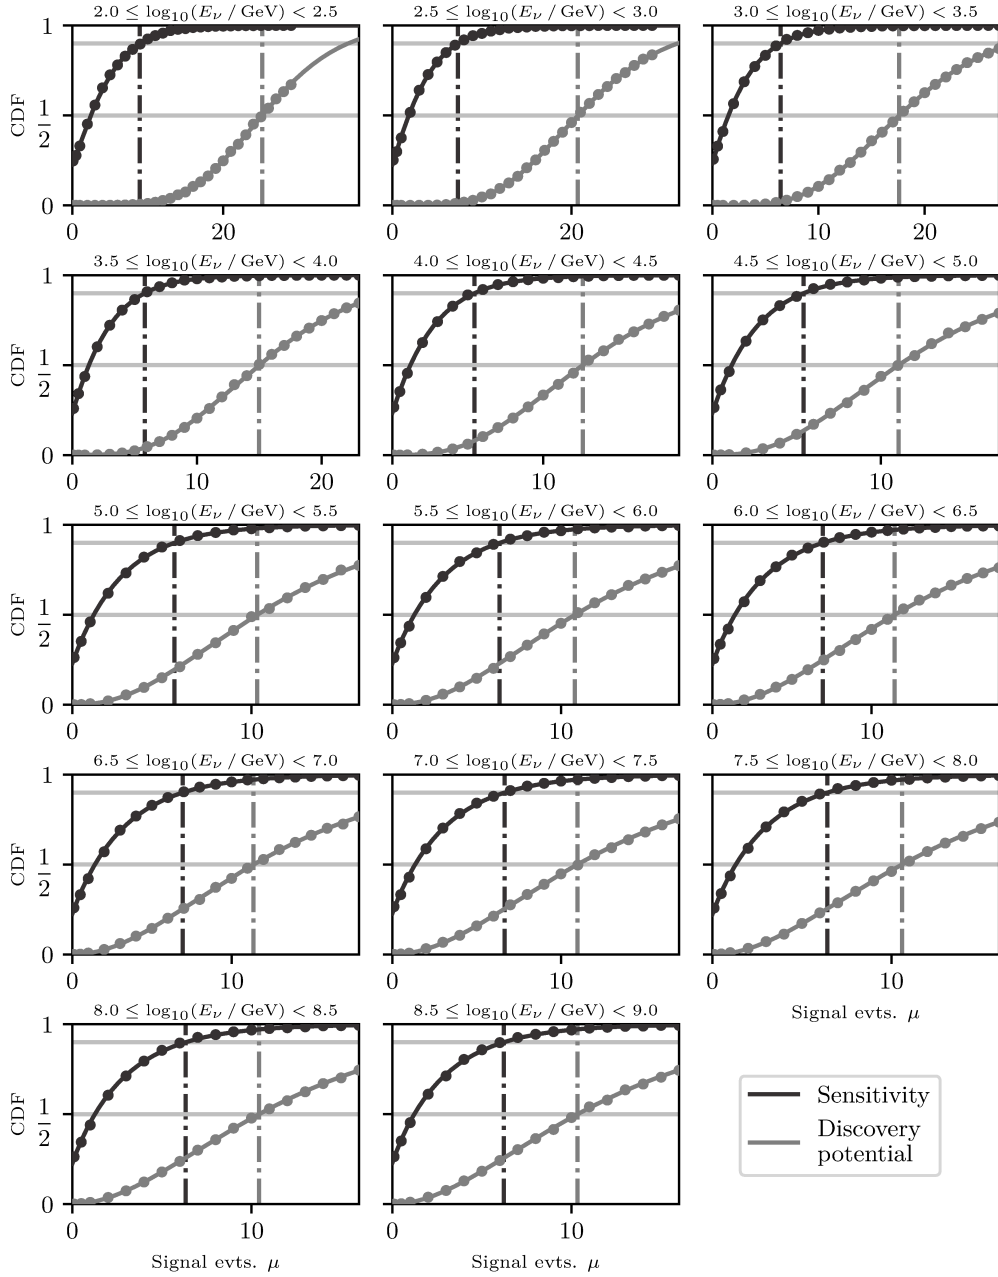 2.0 ≤ log₁₀(Eν / GeV) < 2.5
2.5 ≤ log₁₀(Eν / GeV) < 3.0
3.0 ≤ log₁₀(Eν / GeV) < 3.5
1
1/2
0
CDF
0 20
0 20
0 10 20
3.5 ≤ log₁₀(Eν / GeV) < 4.0
4.0 ≤ log₁₀(Eν / GeV) < 4.5
4.5 ≤ log₁₀(Eν / GeV) < 5.0
1
1/2
0
CDF
0 10 20
0 10
0 10
5.0 ≤ log₁₀(Eν / GeV) < 5.5
5.5 ≤ log₁₀(Eν / GeV) < 6.0
6.0 ≤ log₁₀(Eν / GeV) < 6.5
1
1/2
0
CDF
0 10
0 10
0 10
6.5 ≤ log₁₀(Eν / GeV) < 7.0
7.0 ≤ log₁₀(Eν / GeV) < 7.5
7.5 ≤ log₁₀(Eν / GeV) < 8.0
1
1/2
0
CDF
0 10
0 10
0 10
Signal evts. μ
8.0 ≤ log₁₀(Eν / GeV) < 8.5
8.5 ≤ log₁₀(Eν / GeV) < 9.0
1
1/2
0
CDF
0 10
0 10
Signal evts. μ
Signal evts. μ
Sensitivity
Discovery
potential